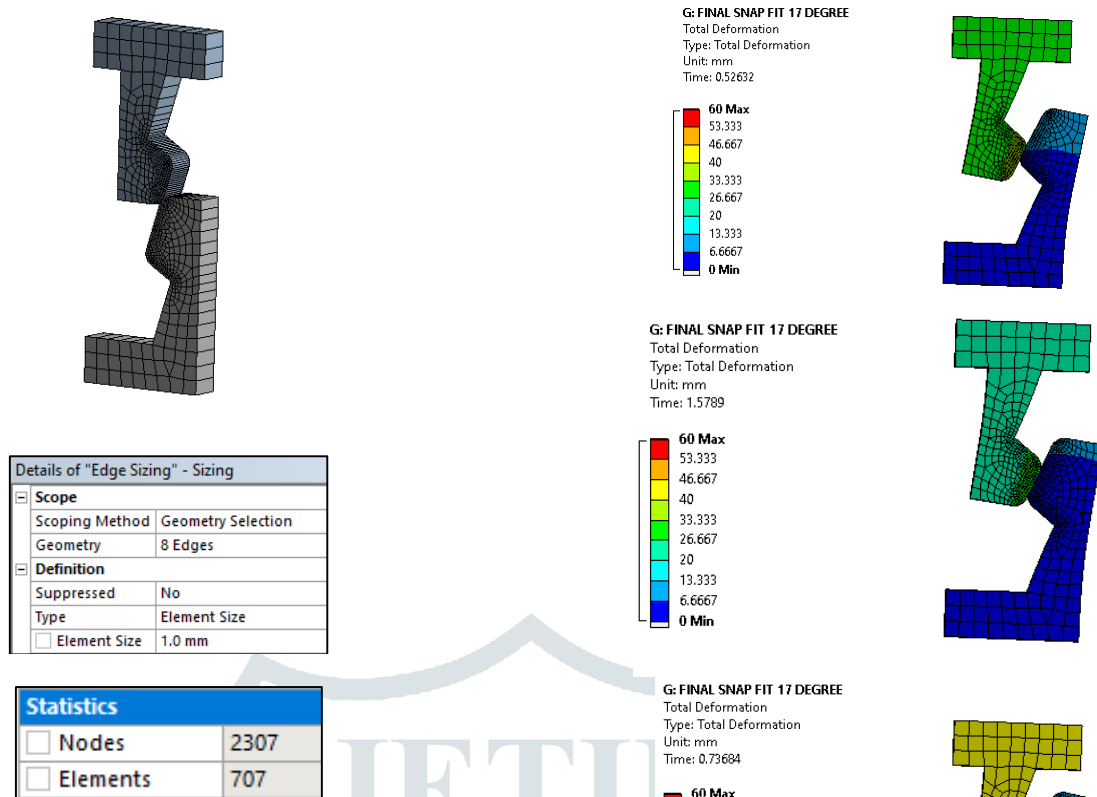 G: FINAL SNAP FIT 17 DEGREE
Total Deformation
Type: Total Deformation
Unit: mm
Time: 0.52632
60 Max
53.333
46.667
40
33.333
26.667
20
13.333
6.6667
0 Min
G: FINAL SNAP FIT 17 DEGREE
Total Deformation
Type: Total Deformation
Unit: mm
Time: 1.5789
60 Max
53.333
46.667
40
33.333
26.667
20
13.333
6.6667
0 Min
Details of "Edge Sizing" - Sizing
Scope
Scoping Method Geometry Selection
Geometry 8 Edges
Definition
Suppressed No
Type Element Size
Element Size 1.0 mm
Statistics
Nodes 2307
Elements 707
G: FINAL SNAP FIT 17 DEGREE
Total Deformation
Type: Total Deformation
Unit: mm
Time: 0.73684
60 Max